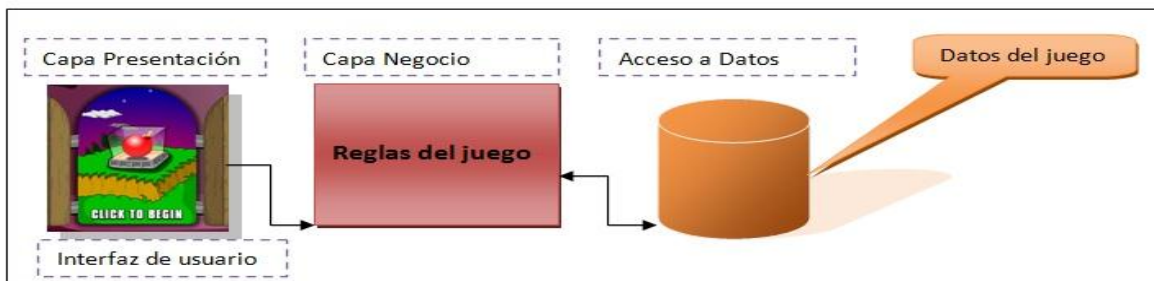 Capa Presentación
Capa Negocio
Acceso a Datos
Datos del juego
Reglas del juego
CLICK TO BEGIN
Interfaz de usuario